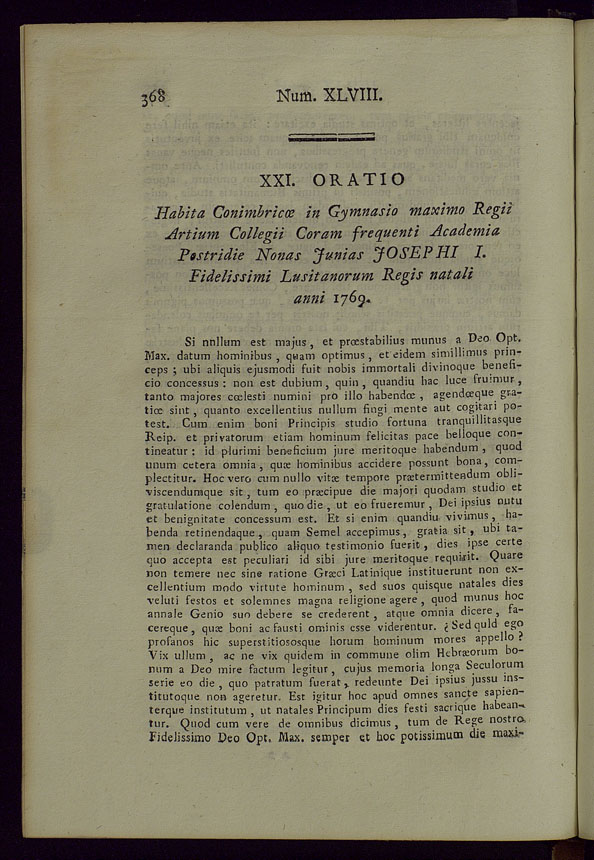 368 Num. XLVIII.
XXI. ORATIO
Habita Conimbricœ in Gymnasio maximo Regii
Artium Collegii Coram frequenti Academia
Postridie Nonas Junias JOSEPHI I.
Fidelissimi Lusitanorum Regis natali
anni 1769.
Si nnllum est majus, et prœstabilius munus a Deo Opt.
Max. datum hominibus, quam optimus, et eidem simillimus prin-
ceps; ubi aliquis ejusmodi fuit nobis immortali divinoque benefi-
cio concessus: non est dubium, quin, quandiu hac luce fruimur,
tanto majores cœlesti numini pro illo habendœ, agendœque gra-
tiœ sint, quanto excellentius nullum fingi mente aut cogitari po-
test. Cum enim boni Principis studio fortuna tranquillitasque
Reip. et privatorum etiam hominum felicitas pace belloque con-
tineatur: id plurimi beneficium jure meritoque habendum, quod
unum cetera omnia, quœ hominibus accidere possunt bona, com-
plectitur. Hoc vero cum nullo vitœ tempore prœtermittendum obli-
viscendumque sit, tum eo prœcipue die majori quodam studio et
gratulatione colendum, quo die, ut eo frueremur, Dei ipsius nutu
et benignitate concessum est. Et si enim quandiu vivimus, ha-
benda retinendaque, quam Semel accepimus, gratia sit, ubi ta-
men declaranda publico aliquo testimonio fuerit, dies ipse certe
quo accepta est peculiari id sibi jure meritoque requirit. Quare
non temere nec sine ratione Grœci Latinique instituerunt non ex-
cellentium modo virtute hominum, sed suos quisque natales dies
veluti festos et solemnes magna religione agere, quod munus hoc
annale Genio suo debere se crederent, atque omnia dicere, fa-
cereque, quœ boni ac fausti ominis esse viderentur. ¿Sed quid ego
profanos hic superstitiososque horum hominum mores appello?
Vix ullum, ac ne vix quidem in commune olim Hebrœorum bo-
num a Deo mire factum legitur, cujus memoria longa Seculorum
serie eo die, quo patratum fuerat, redeunte Dei ipsius jussu ins-
titutoque non ageretur. Est igitur hoc apud omnes sancte sapien-
terque institutum, ut natales Principum dies festi sacrique habean-
tur. Quod cum vere de omnibus dicimus, tum de Rege nostro
Fidelissimo Deo Opt. Max. semper et hoc potissimum die maxi-